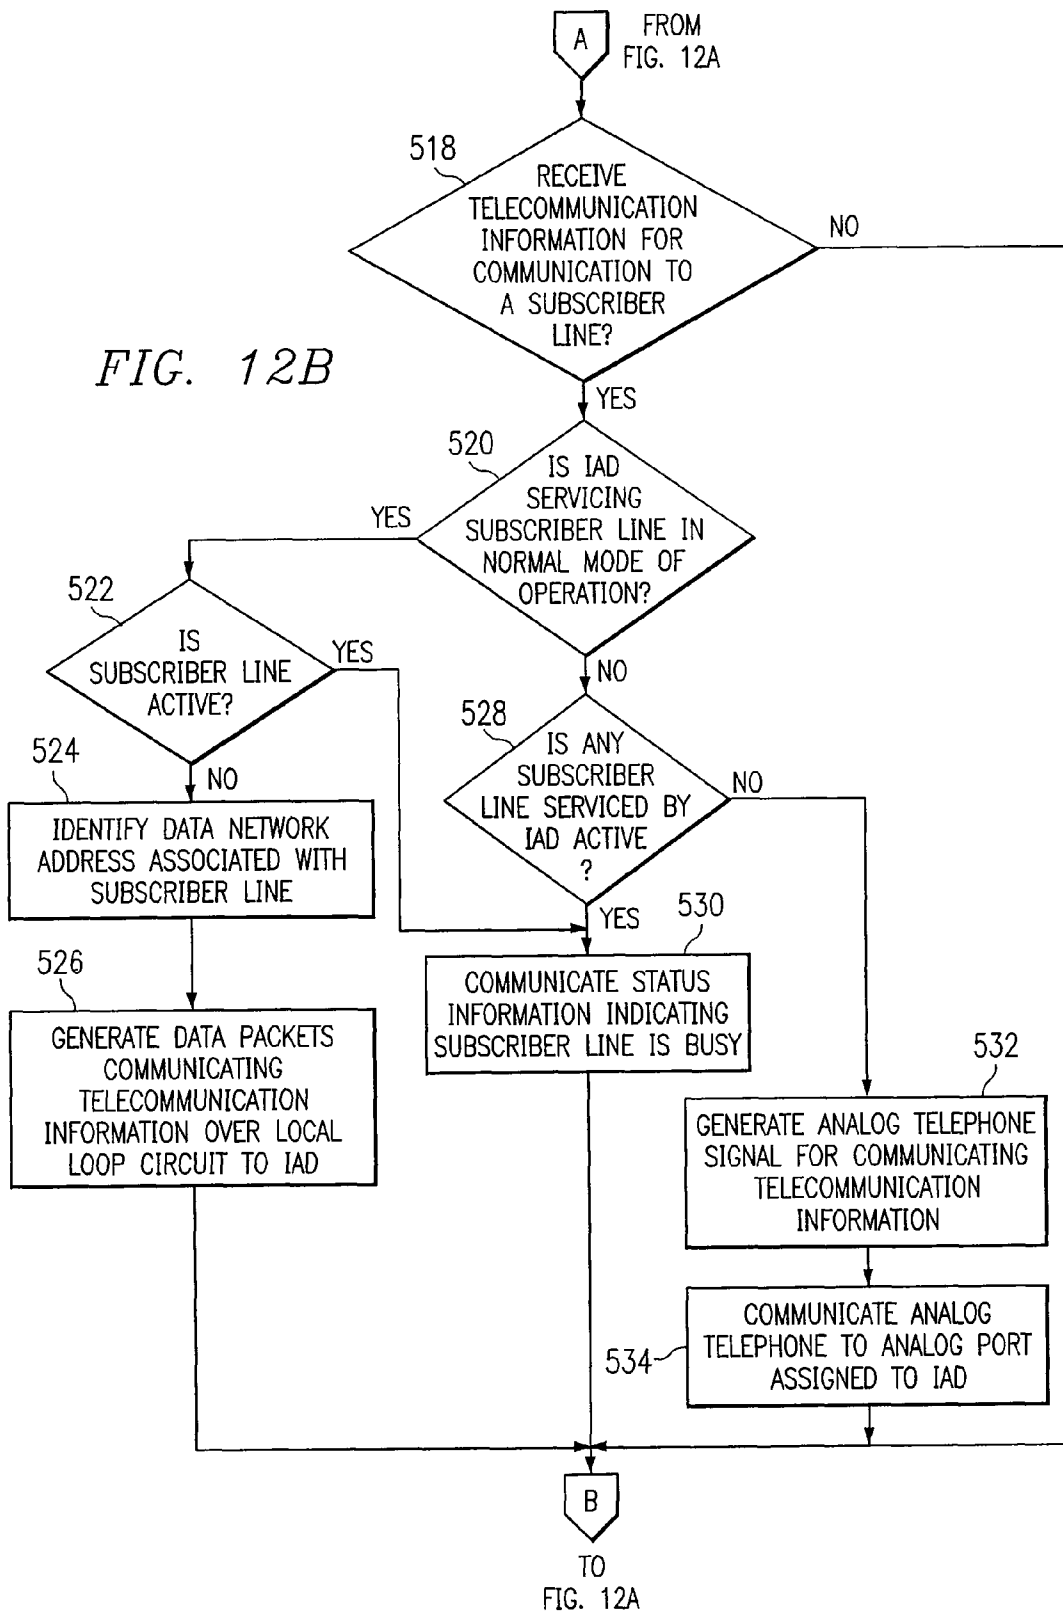 A
FROM
FIG. 12A
518
RECEIVE
TELECOMMUNICATION
INFORMATION FOR
COMMUNICATION TO
A SUBSCRIBER
LINE?
NO
FIG. 12B
YES
520
IS IAD
SERVICING
SUBSCRIBER LINE IN
NORMAL MODE OF
OPERATION?
YES
522
IS
SUBSCRIBER LINE
ACTIVE?
YES
NO
NO
528
IS ANY
SUBSCRIBER
LINE SERVICED BY
IAD ACTIVE
?
NO
524
IDENTIFY DATA NETWORK
ADDRESS ASSOCIATED WITH
SUBSCRIBER LINE
YES
530
COMMUNICATE STATUS
INFORMATION INDICATING
SUBSCRIBER LINE IS BUSY
526
GENERATE DATA PACKETS
COMMUNICATING
TELECOMMUNICATION
INFORMATION OVER LOCAL
LOOP CIRCUIT TO IAD
532
GENERATE ANALOG TELEPHONE
SIGNAL FOR COMMUNICATING
TELECOMMUNICATION
INFORMATION
534
COMMUNICATE ANALOG
TELEPHONE TO ANALOG PORT
ASSIGNED TO IAD
B
TO
FIG. 12A